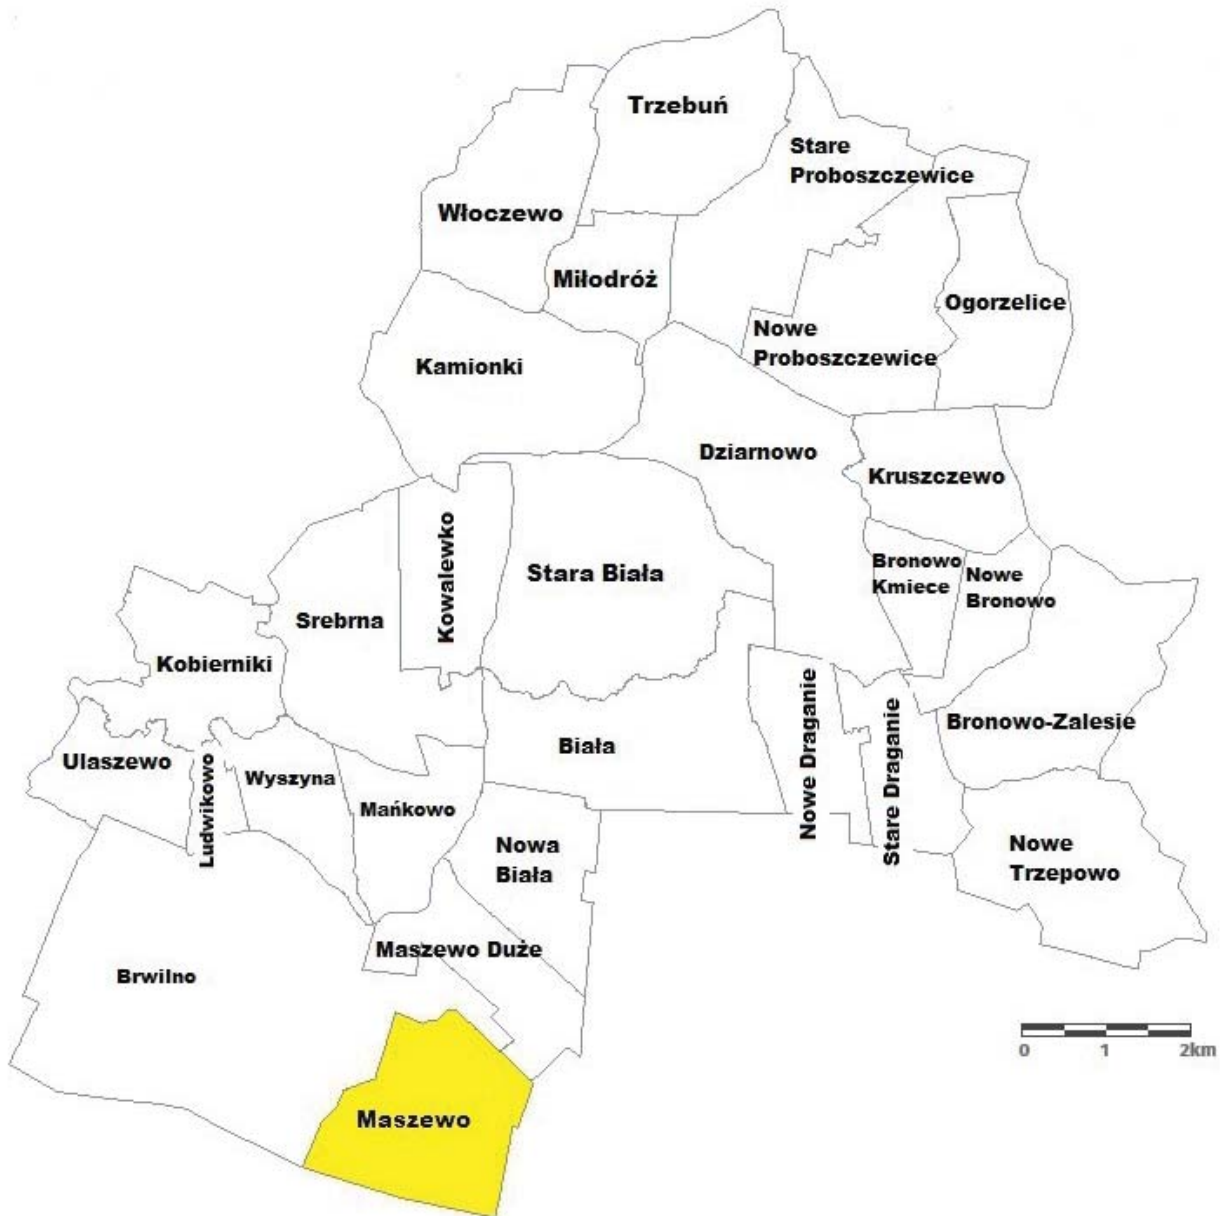 Trzebuń
Stare
Proboszczewice
Włoczewo
Miłodróż
Ogorzelice
Nowe
Proboszczewice
Kamionki
Dziarnowo
Kruszczewo
Bronowo
Kmiece
Nowe
Bronowo
Stara Biała
Kowalewko
Srebrna
Kobierniki
Bronowo-Zalesie
Nowe Draganie
Stare Draganie
Biała
Ulaszewo
Ludwikowo
Wyszyna
Mańkowo
Nowa
Biała
Nowe
Trzepowo
Maszewo Duże
Brwilno
Maszewo
0 1 2km